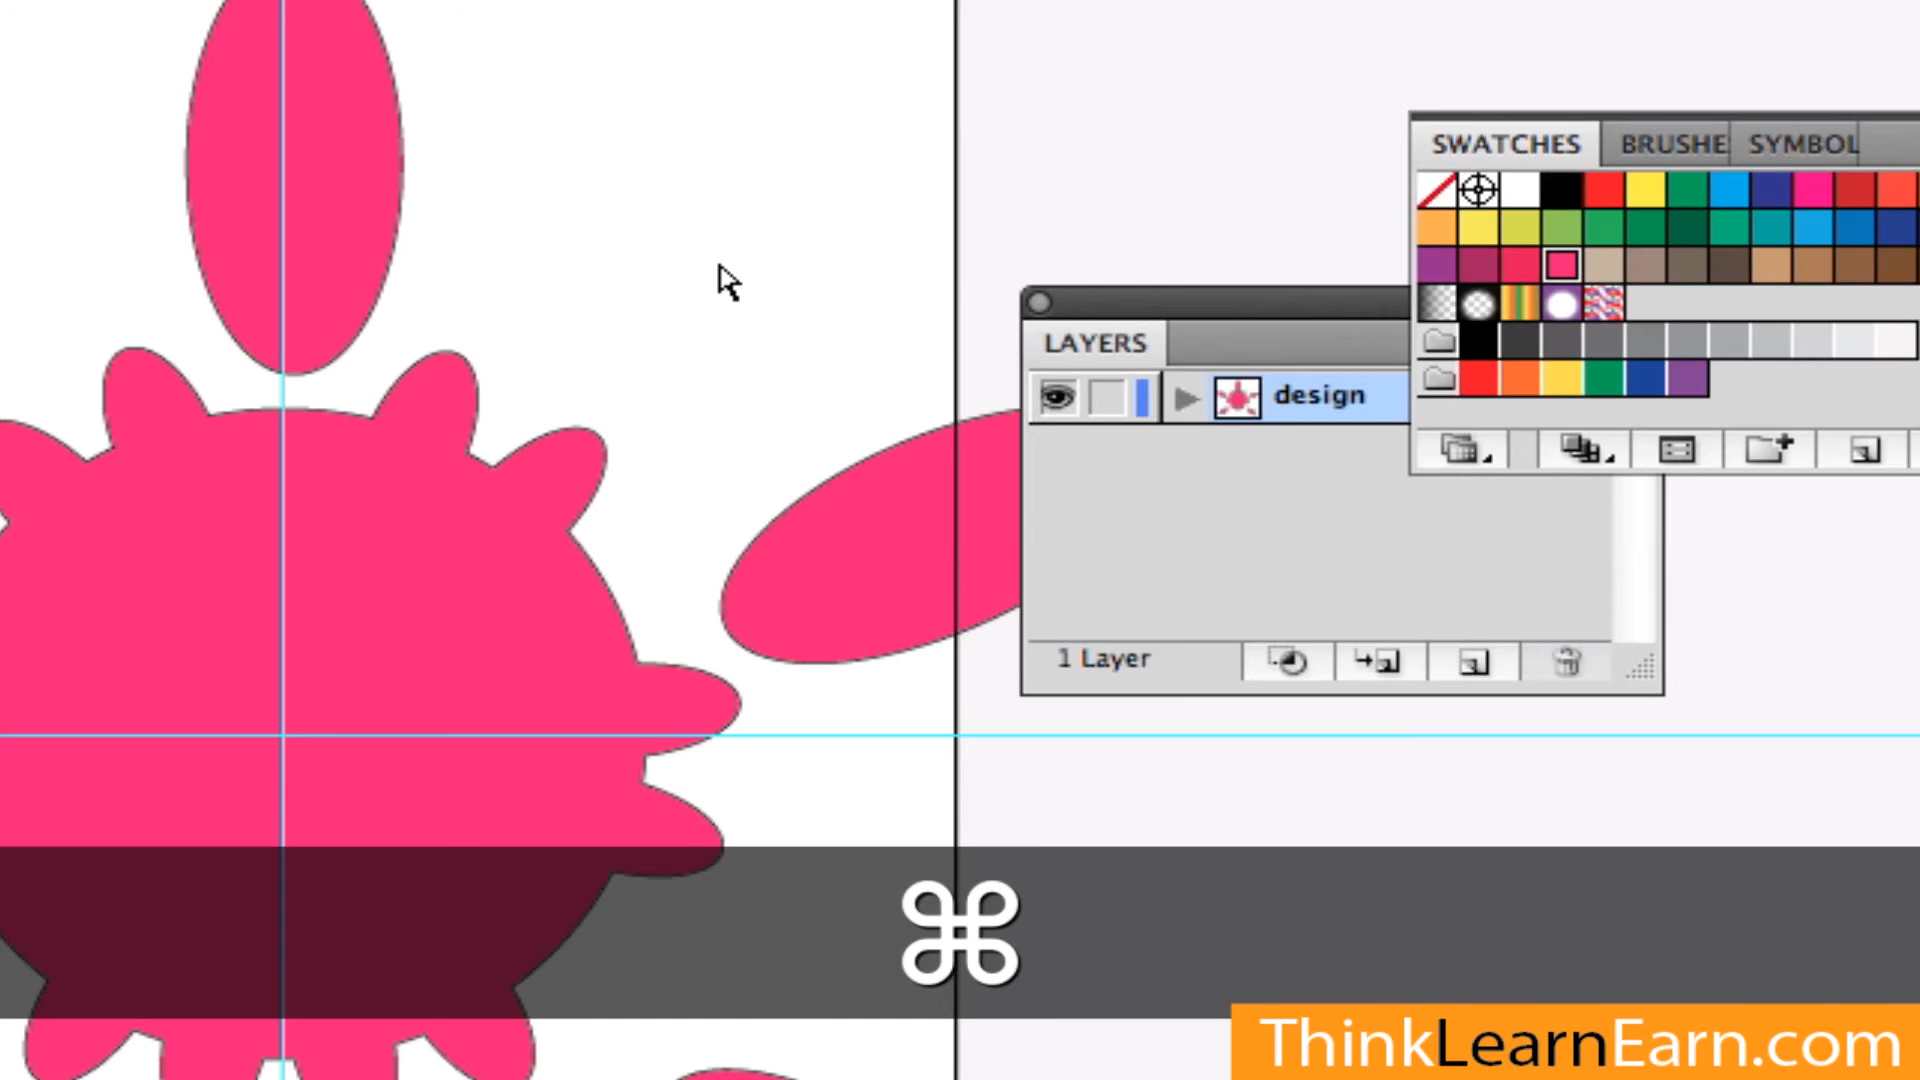 SWATCHES
BRUSHE
SYMBOL
LAYERS
design
1 Layer
⌘
ThinkLearnEarn.com